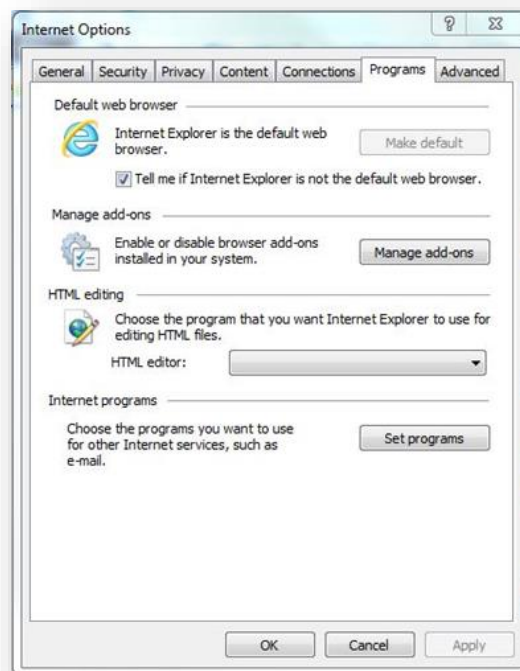 Internet Options
General Security Privacy Content Connections Programs Advanced
Default web browser
Internet Explorer is the default web
browser.
Make default
Tell me if Internet Explorer is not the default web browser.
Manage add-ons
Enable or disable browser add-ons
installed in your system.
Manage add-ons
HTML editing
Choose the program that you want Internet Explorer to use for
editing HTML files.
HTML editor:
Internet programs
Choose the programs you want to use
for other Internet services, such as
e-mail.
Set programs
OK Cancel Apply